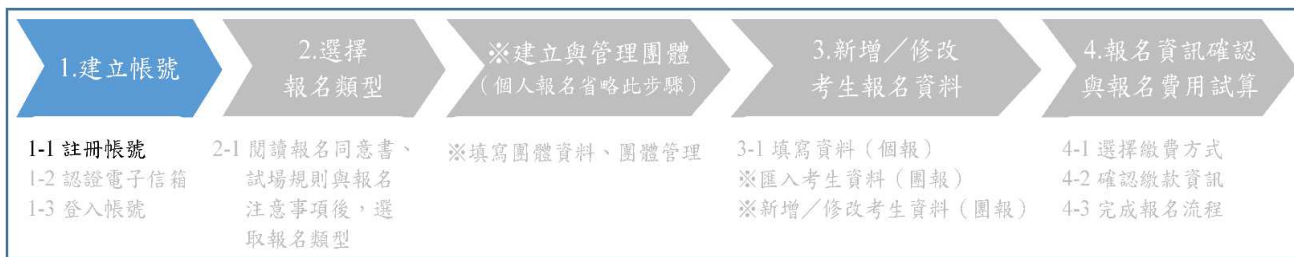 1.建立帳號
2.選擇
報名類型
※建立與管理團體
(個人報名省略此步驟)
3.新增／修改
考生報名資料
4.報名資訊確認
與報名費用試算
1-1 註冊帳號
1-2 認證電子信箱
1-3 登入帳號
2-1 閱讀報名同意書、
試場規則與報名
注意事項後，選
取報名類型
※填寫團體資料、團體管理
3-1 填寫資料（個報）
※匯入考生資料（團報）
※新增／修改考生資料（團報）
4-1 選擇繳費方式
4-2 確認繳款資訊
4-3 完成報名流程